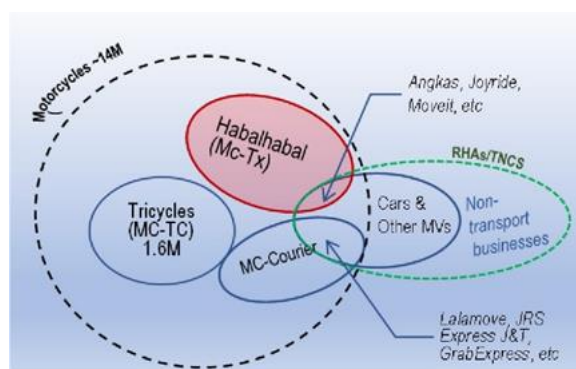 Motorcycles ~14M
Angkas, Joyride,
Moveit, etc
Habalhabal
(Mc-Tx)
RHAs/TNCS
Tricycles
(MC-TC)
1.6M
Cars &
Other MVs
Non-
transport
businesses
MC-Courier
Lalamove, JRS
Express J&T,
GrabExpress, etc